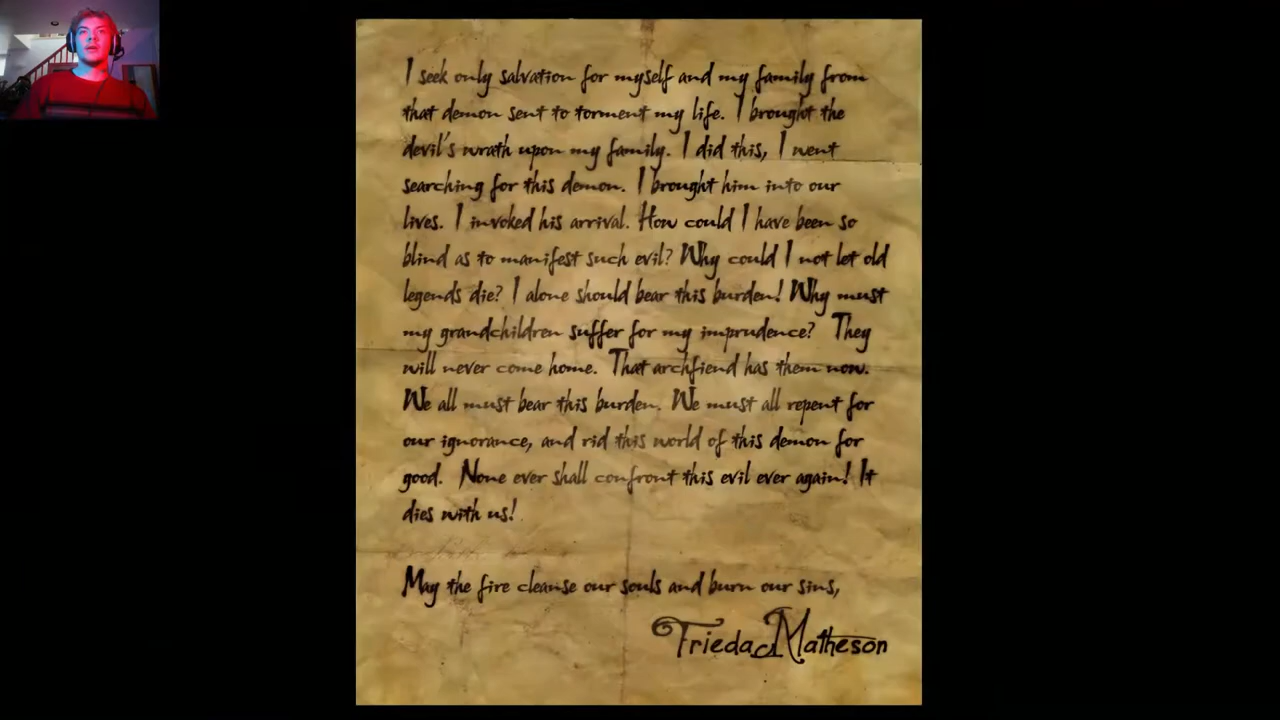 I seek only salvation for myself and my family from
that demon sent to torment my life. I brought the
devil's wrath upon my family. I did this, I went
searching for this demon. I brought him into our
lives. I invoked his arrival. How could I have been so
blind as to manifest such evil? Why could I not let old
legends die? I alone should bear this burden! Why must
my grandchildren suffer for my imprudence? They
will never come home. That archfiend has them now.
We all must bear this burden. We must all repent for
our ignorance, and rid this world of this demon for
good. None ever shall confront this evil ever again! It
dies with us!
May the fire cleanse our souls and burn our sins,
Frieda Matheson